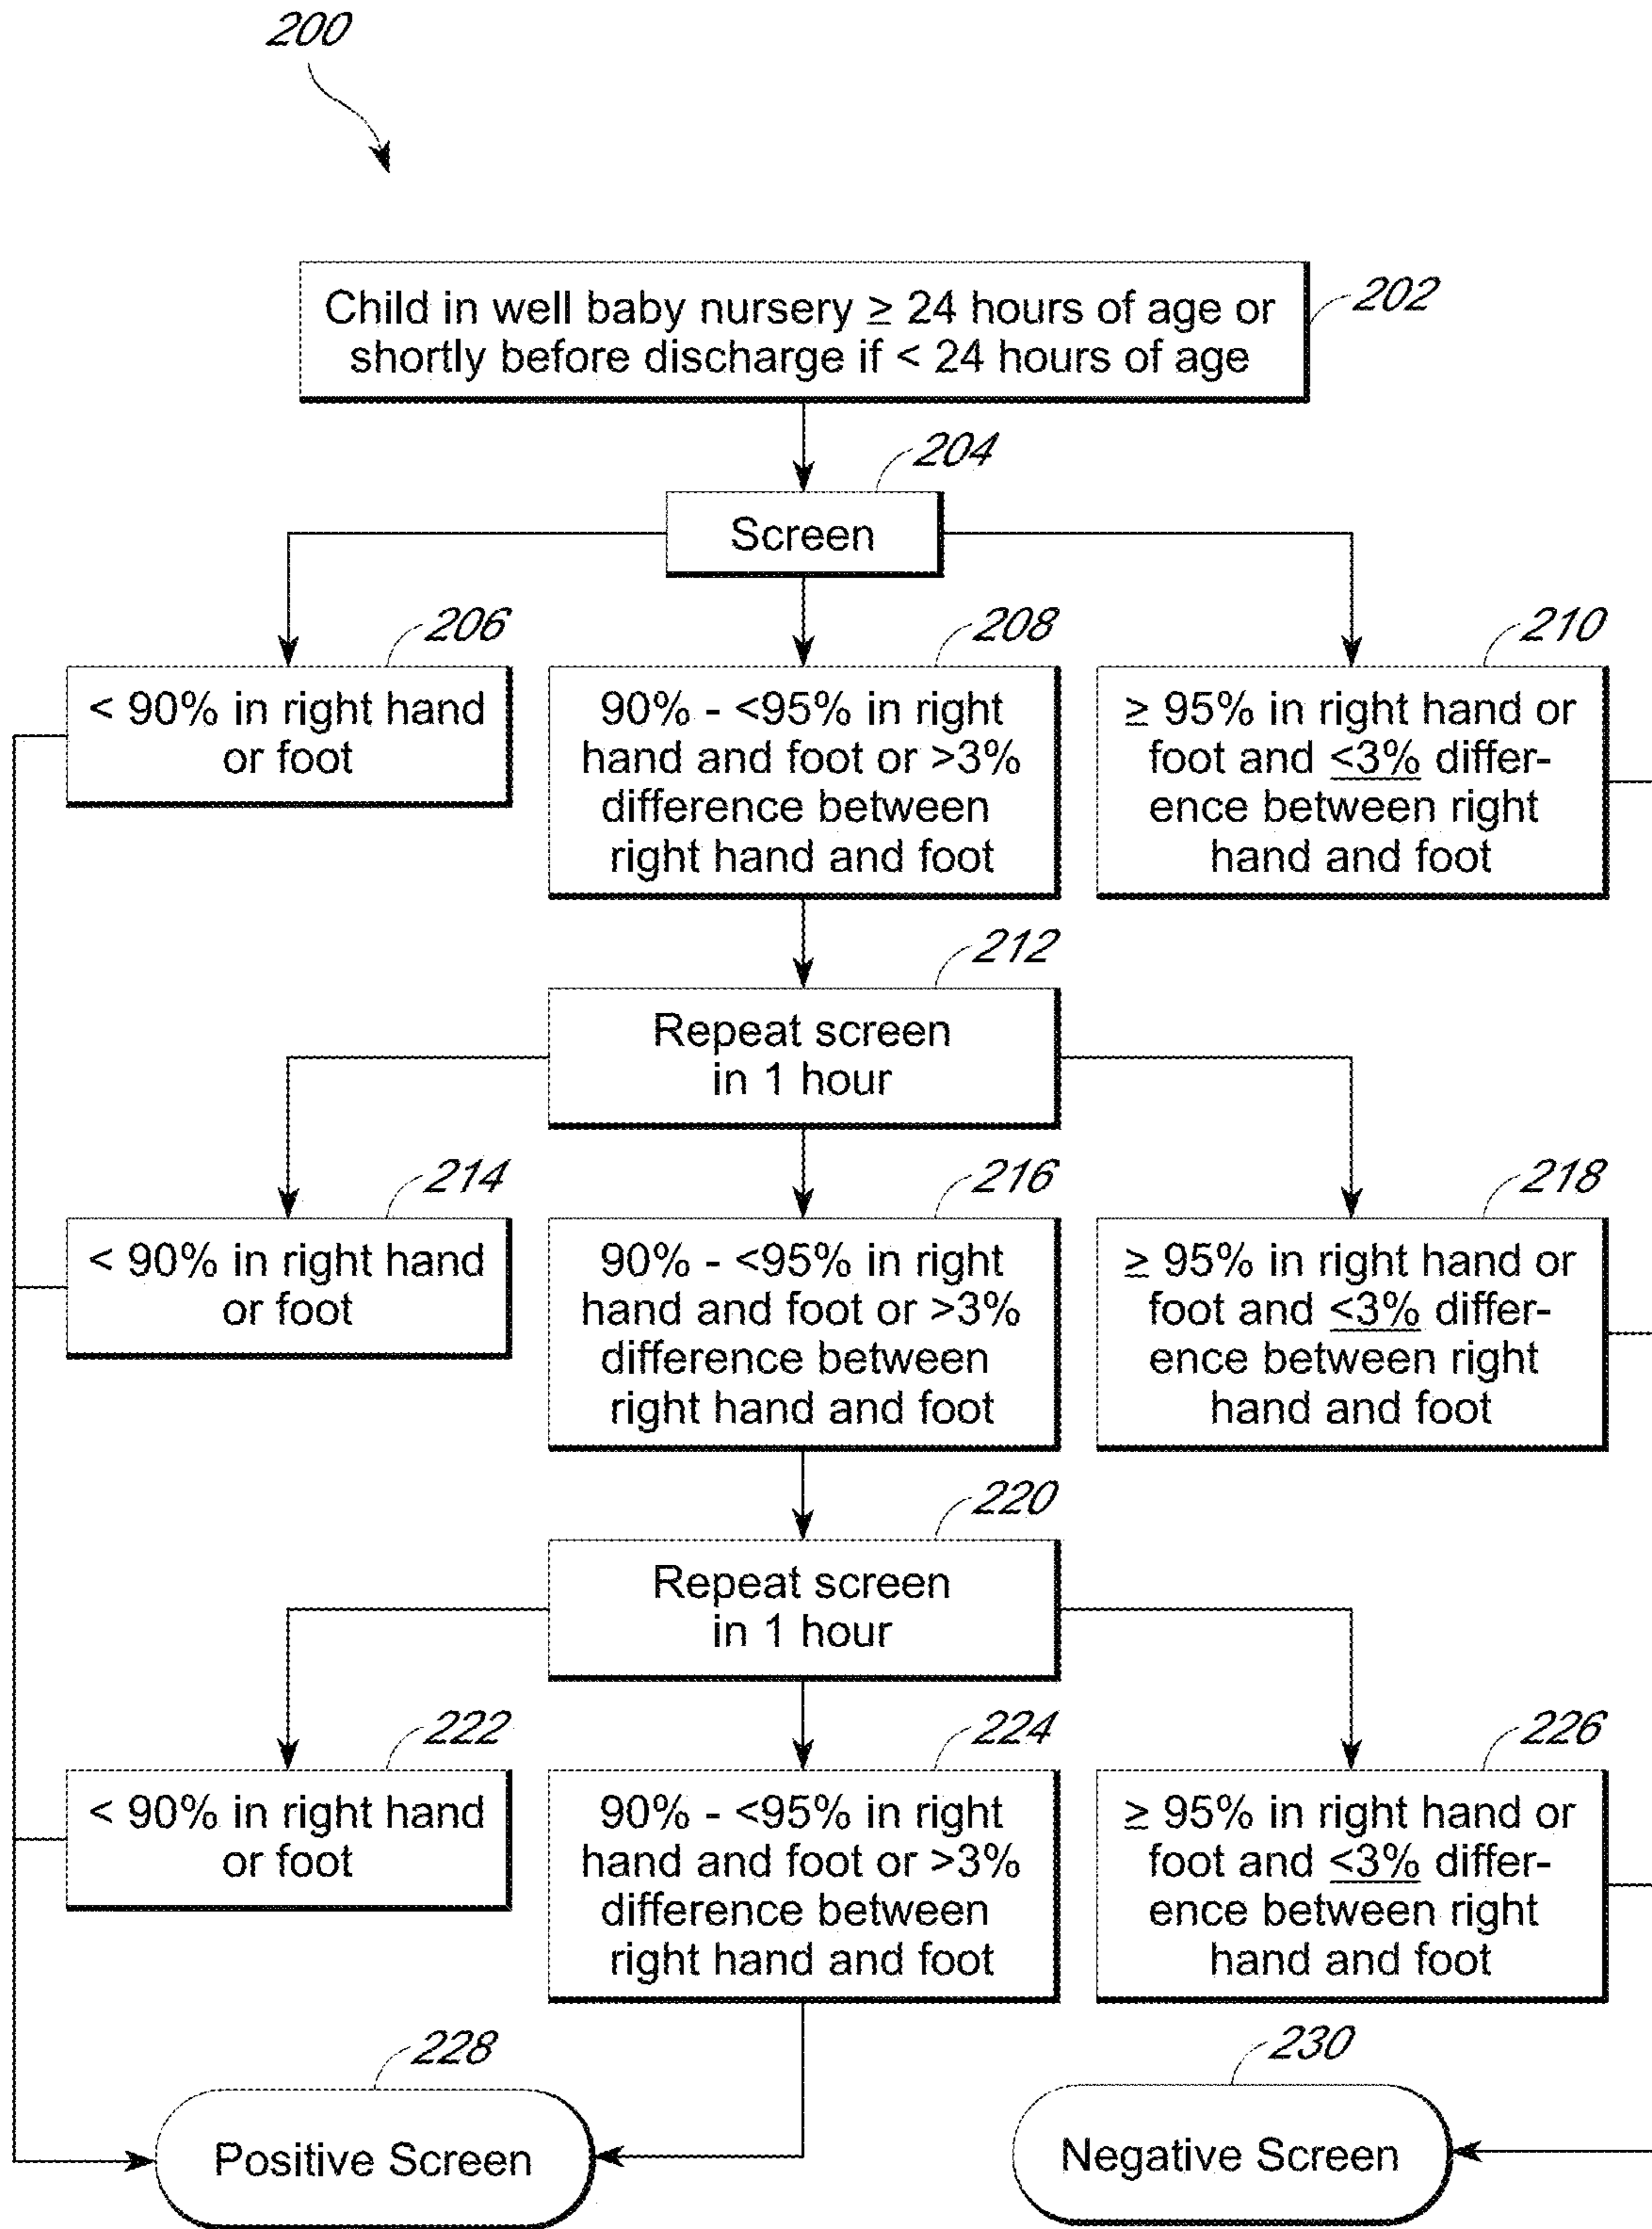 200
202
Child in well baby nursery ≥ 24 hours of age or
shortly before discharge if < 24 hours of age
204
Screen
206
< 90% in right hand
or foot
208
90% - <95% in right
hand and foot or >3%
difference between
right hand and foot
210
≥ 95% in right hand or
foot and <3% differ-
ence between right
hand and foot
212
Repeat screen
in 1 hour
214
< 90% in right hand
or foot
216
90% - <95% in right
hand and foot or >3%
difference between
right hand and foot
218
≥ 95% in right hand or
foot and <3% differ-
ence between right
hand and foot
220
Repeat screen
in 1 hour
222
< 90% in right hand
or foot
224
90% - <95% in right
hand and foot or >3%
difference between
right hand and foot
226
≥ 95% in right hand or
foot and <3% differ-
ence between right
hand and foot
228
Positive Screen
230
Negative Screen